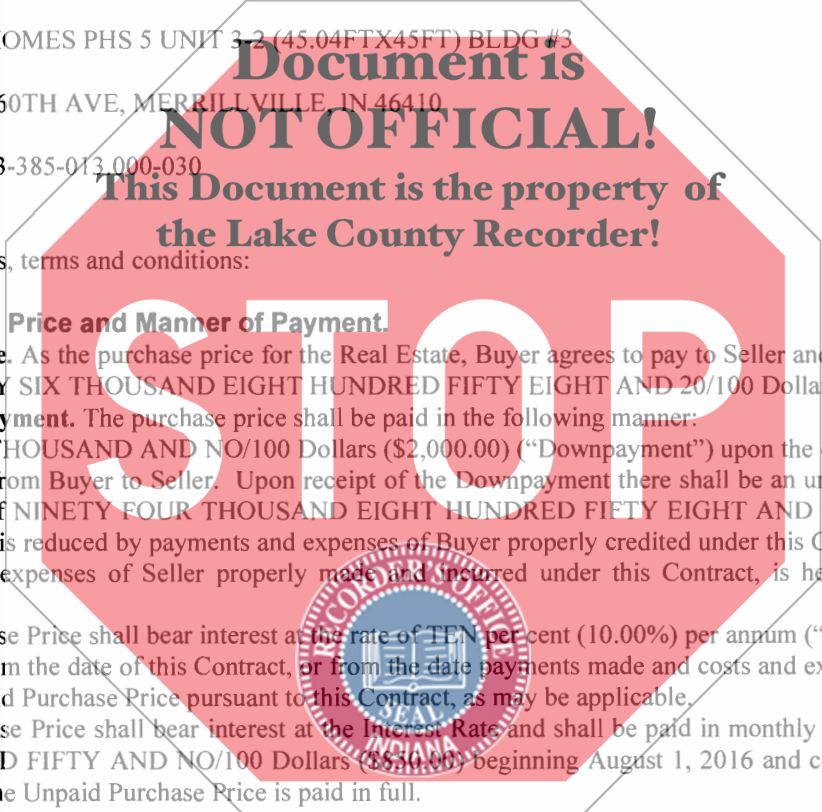 OMES PHS 5 UNIT 3-2 (45.04FTX45FT) BLDG #3
Document is
60TH AVE, MERRILLVILLE, IN 46410
NOT OFFICIAL!
-385-013.000-030
This Document is the property of
the Lake County Recorder!
s, terms and conditions:
STOP
Price and Manner of Payment.
e. As the purchase price for the Real Estate, Buyer agrees to pay to Seller and
Y SIX THOUSAND EIGHT HUNDRED FIFTY EIGHT AND 20/100 Dolla
yment. The purchase price shall be paid in the following manner:
THOUSAND AND NO/100 Dollars ($2,000.00) (“Downpayment”) upon the
rom Buyer to Seller. Upon receipt of the Downpayment there shall be an un
f NINETY FOUR THOUSAND EIGHT HUNDRED FIFTY EIGHT AND
is reduced by payments and expenses of Buyer properly credited under this C
expenses of Seller properly made and incurred under this Contract, is he
RECORDER'S OFFICE
se Price shall bear interest at the rate of TEN per cent (10.00%) per annum (“
m the date of this Contract, or from the date payments made and costs and ex
d Purchase Price pursuant to this Contract, as may be applicable.
SEAL
se Price shall bear interest at the Interest Rate and shall be paid in monthly
INDIANA
D FIFTY AND NO/100 Dollars ($850.00) beginning August 1, 2016 and c
e Unpaid Purchase Price is paid in full.